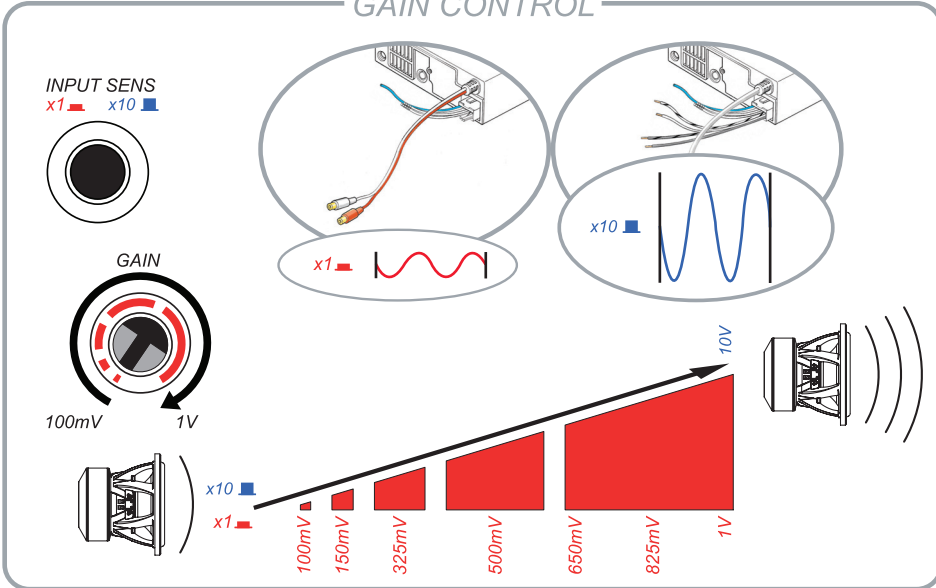 GAIN CONTROL
INPUT SENS
x1 x10
x1
x10
GAIN
100mV 1V
10V
x10
x1
100mV
150mV
325mV
500mV
650mV
825mV
1V